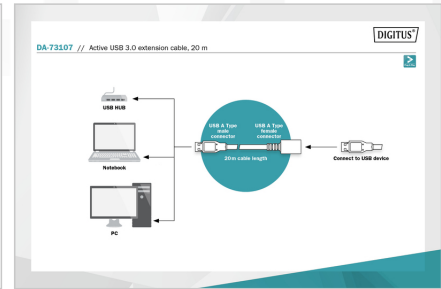 DIGITUS®
DA-73107 // Active USB 3.0 extension cable, 20 m
USB HUB
USB A Type
male
connector
USB A Type
female
connector
20m cable length
Connect to USB device
Notebook
PC